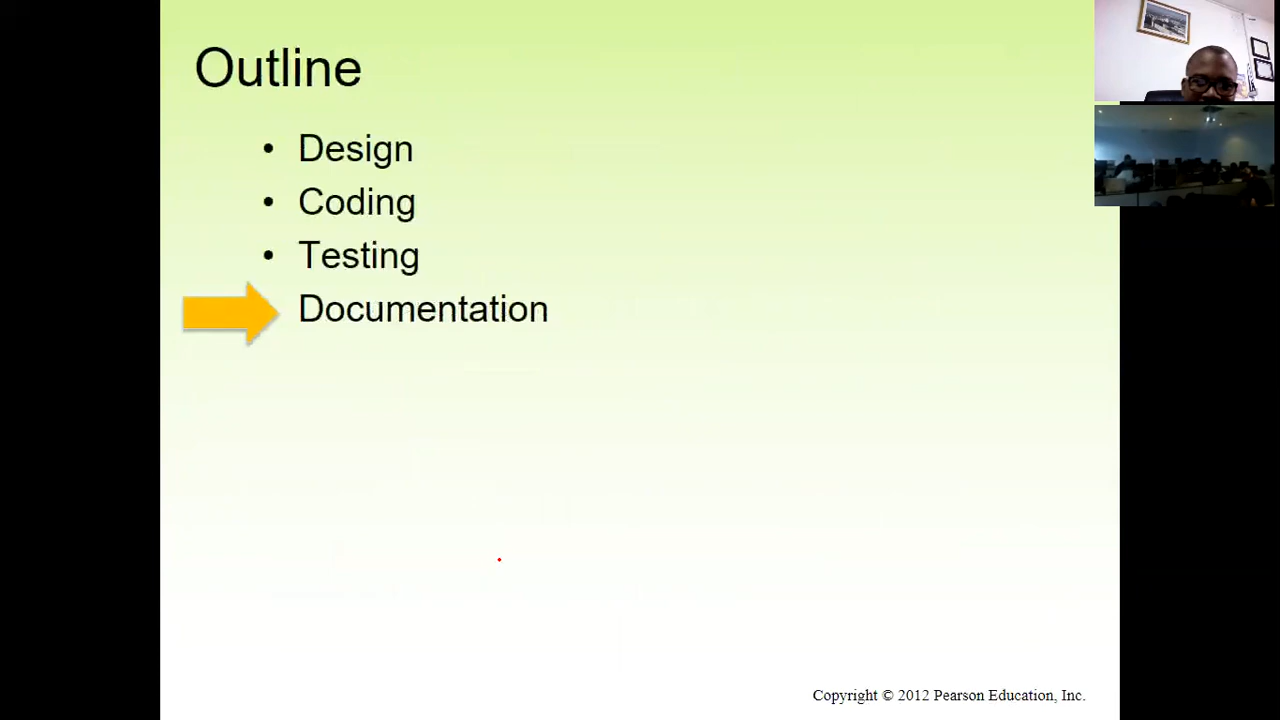 Outline
• Design
• Coding
• Testing
Documentation
Copyright © 2012 Pearson Education, Inc.